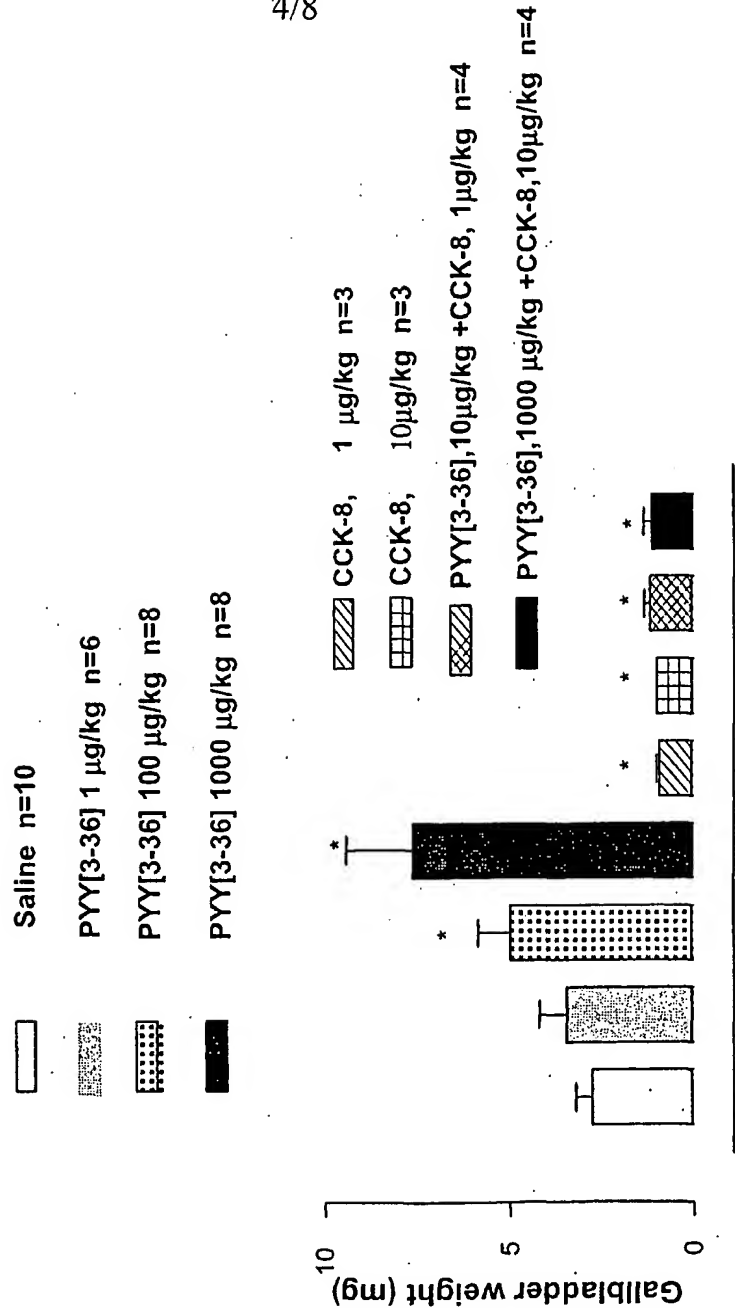 4/8
Saline n=10
PYY[3-36] 1 µg/kg n=6
PYY[3-36] 100 µg/kg n=8
PYY[3-36] 1000 µg/kg n=8
CCK-8, 1 µg/kg n=3
CCK-8, 10µg/kg n=3
PYY[3-36],10µg/kg +CCK-8, 1µg/kg n=4
PYY[3-36],1000 µg/kg +CCK-8,10µg/kg n=4
Gallbladder weight (mg)
10
5
0
*
*
*
*
*
*